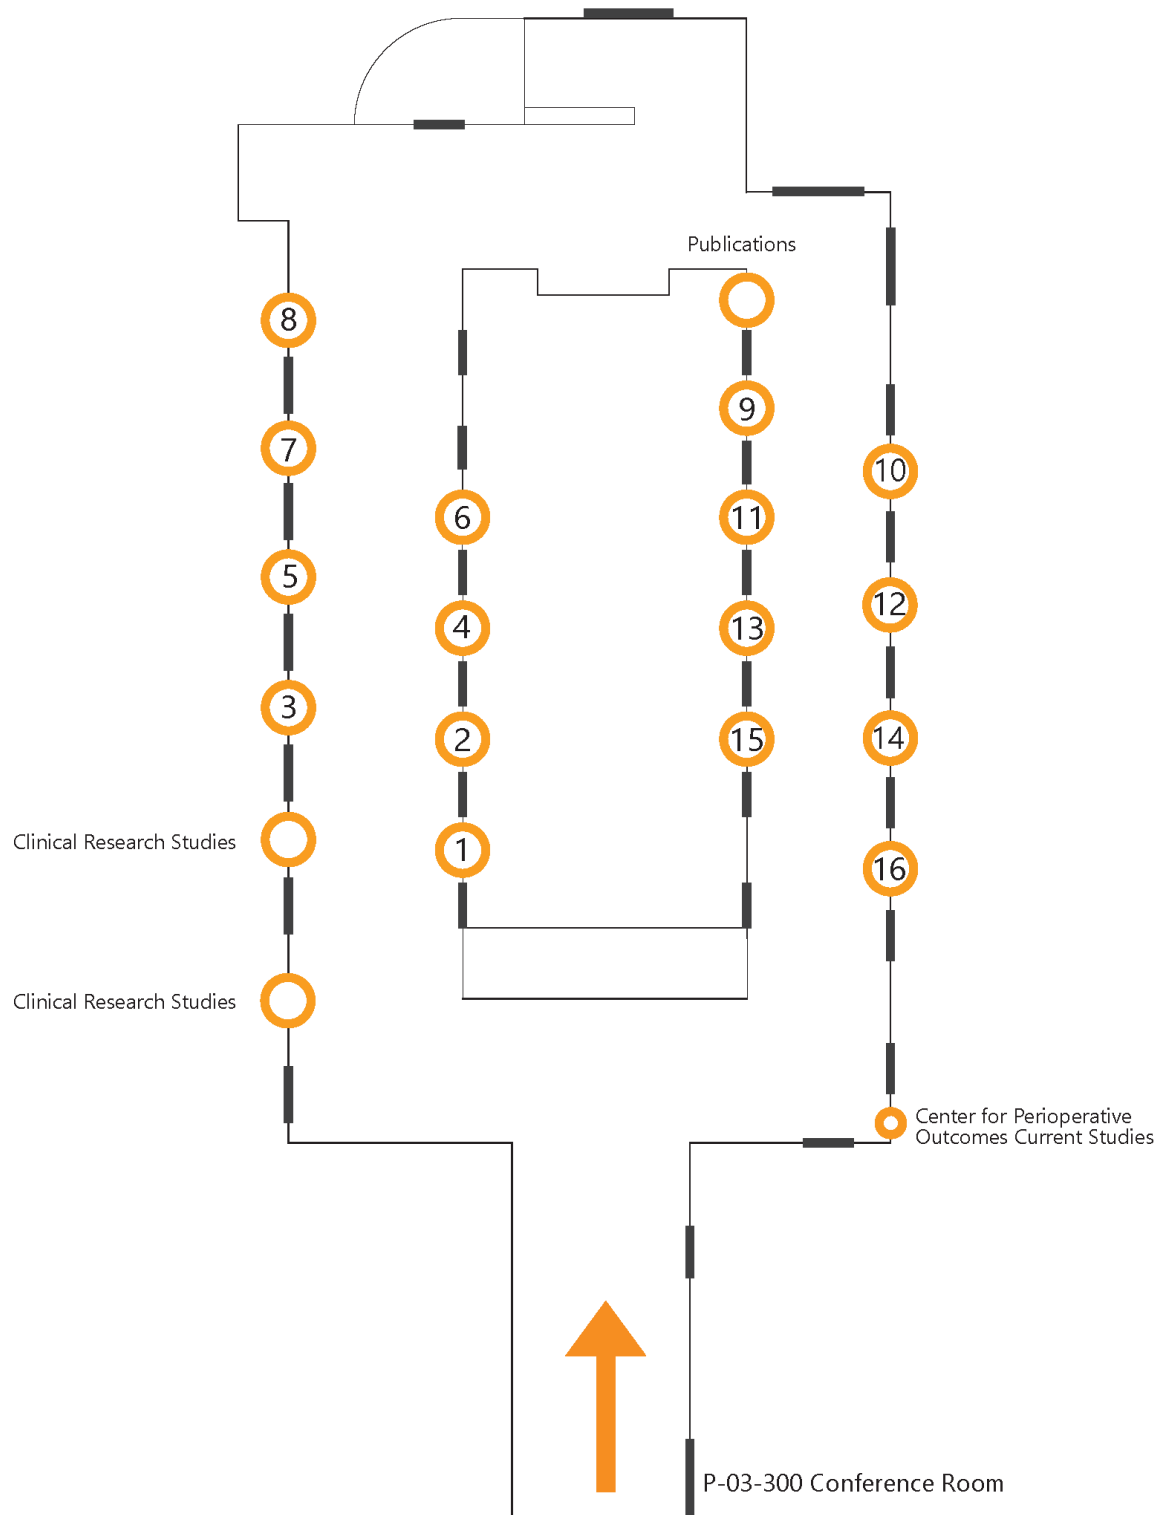 Publications
8
9
7
10
6
11
5
12
4
13
3
2
15
14
Clinical Research Studies
1
16
Clinical Research Studies
Center for Perioperative
Outcomes Current Studies
P-03-300 Conference Room